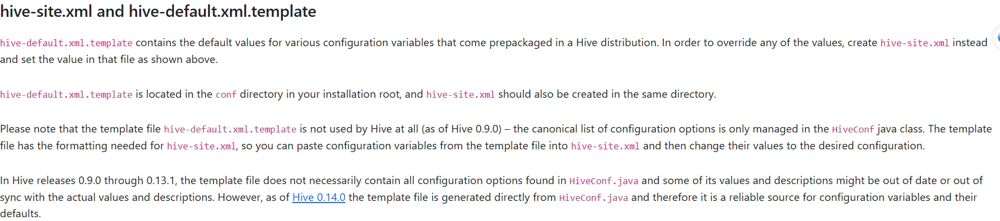 hive-site.xml and hive-default.xml.template
hive-default.xml.template contains the default values for various configuration variables that come prepackaged in a Hive distribution. In order to override any of the values, create hive-site.xml instead
and set the value in that file as shown above.
hive-default.xml.template is located in the conf directory in your installation root, and hive-site.xml should also be created in the same directory.
Please note that the template file hive-default.xml.template is not used by Hive at all (as of Hive 0.9.0) – the canonical list of configuration options is only managed in the HiveConf java class. The template
file has the formatting needed for hive-site.xml, so you can paste configuration variables from the template file into hive-site.xml and then change their values to the desired configuration.
In Hive releases 0.9.0 through 0.13.1, the template file does not necessarily contain all configuration options found in HiveConf.java and some of its values and descriptions might be out of date or out of
sync with the actual values and descriptions. However, as of Hive 0.14.0 the template file is generated directly from HiveConf.java and therefore it is a reliable source for configuration variables and their
defaults.